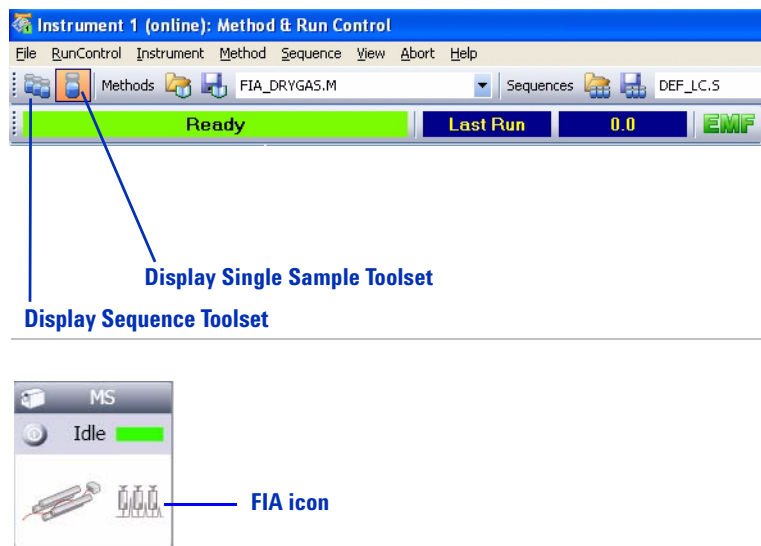 Instrument 1 (online): Method & Run Control
File RunControl Instrument Method Sequence View Abort Help
Methods FIA_DRYGAS.M Sequences DEF_LC.S
Ready Last Run 0.0 EMF
Display Single Sample Toolset
Display Sequence Toolset
MS
Idle
FIA icon